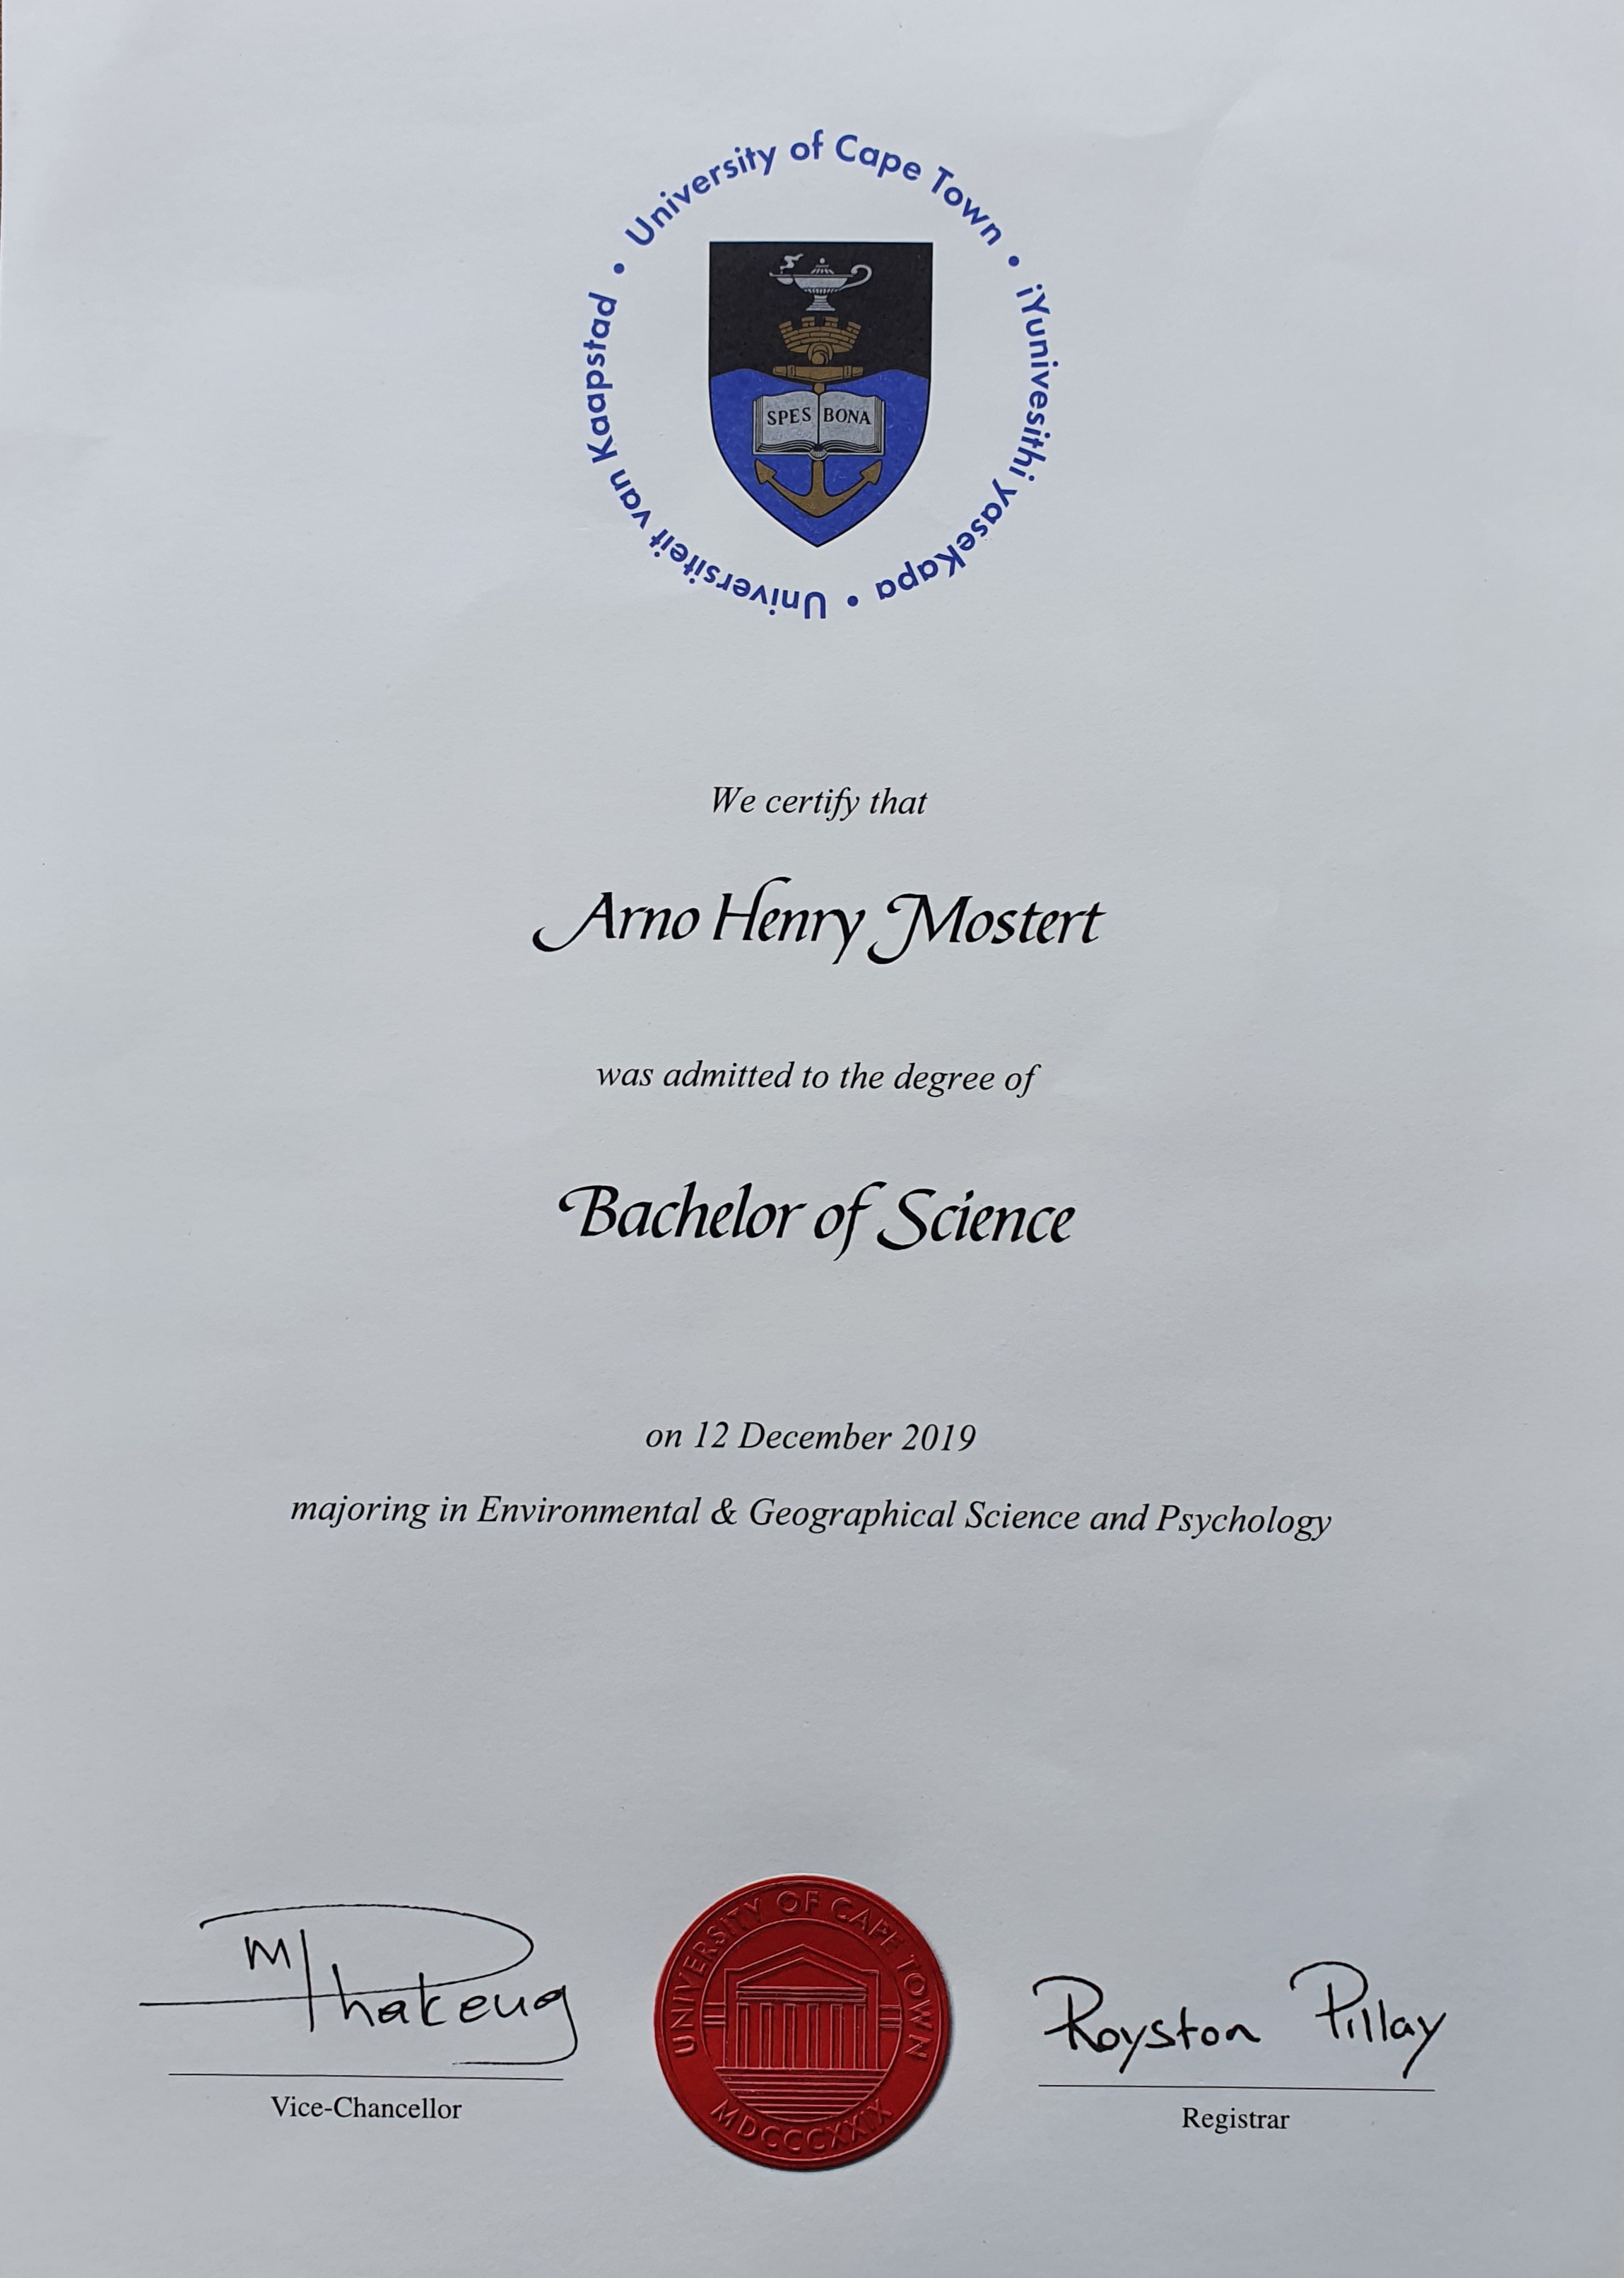 University of Cape Town • iYunivesithi yaseKapa • Universiteit van Kaapstad •
SPES BONA
We certify that
Arno Henry Mostert
was admitted to the degree of
Bachelor of Science
on 12 December 2019
majoring in Environmental & Geographical Science and Psychology
M Phakeng
Royston Pillay
UNIVERSITY OF CAPE TOWN
MDCCCXXIX
Vice-Chancellor
Registrar